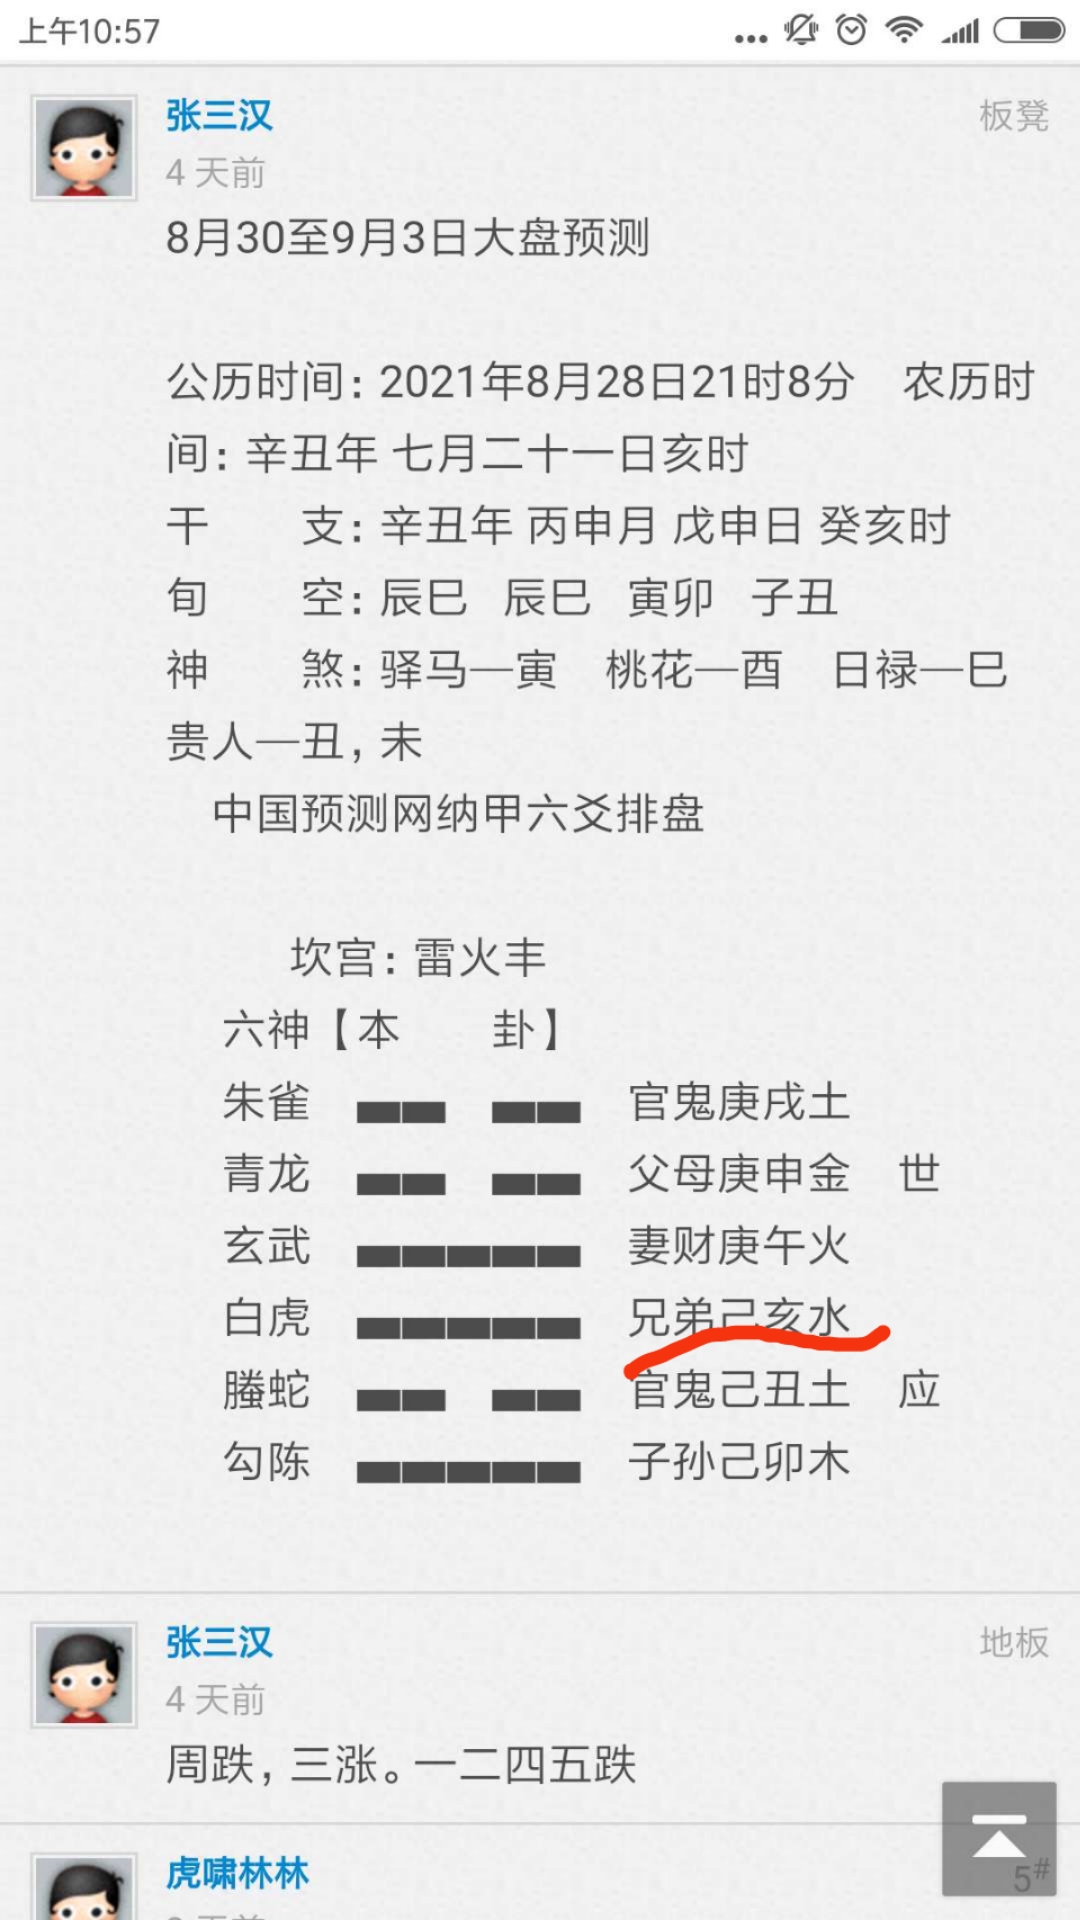 上午10:57
张三汉
板凳
4 天前
8月30至9月3日大盘预测
公历时间: 2021年8月28日21时8分 农历时
间: 辛丑年 七月二十一日亥时
干 支: 辛丑年 丙申月 戊申日 癸亥时
旬 空: 辰巳 辰巳 寅卯 子丑
神 煞: 驿马—寅 桃花—酉 日禄—巳
贵人—丑, 未
中国预测网纳甲六爻排盘
坎宫: 雷火丰
六神【本 卦】
朱雀 官鬼庚戌土
青龙 父母庚申金 世
玄武 妻财庚午火
白虎 兄弟己亥水
螣蛇 官鬼己丑土 应
勾陈 子孙己卯木
张三汉
地板
4 天前
周跌, 三涨。一二四五跌
虎啸林林
5#